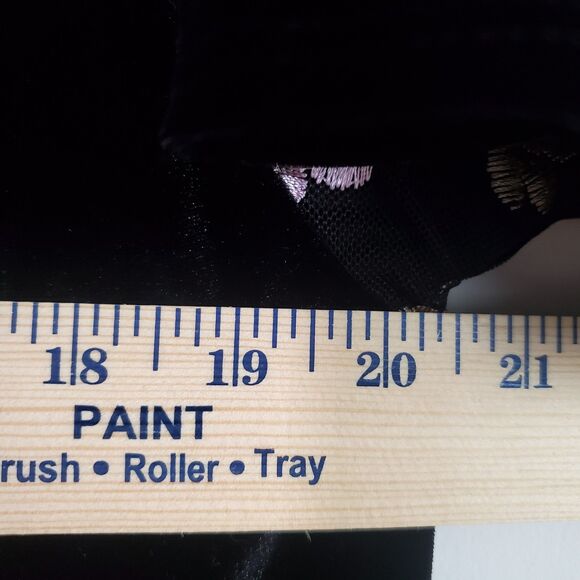 18 19 20 21
PAINT
rush • Roller • Tray